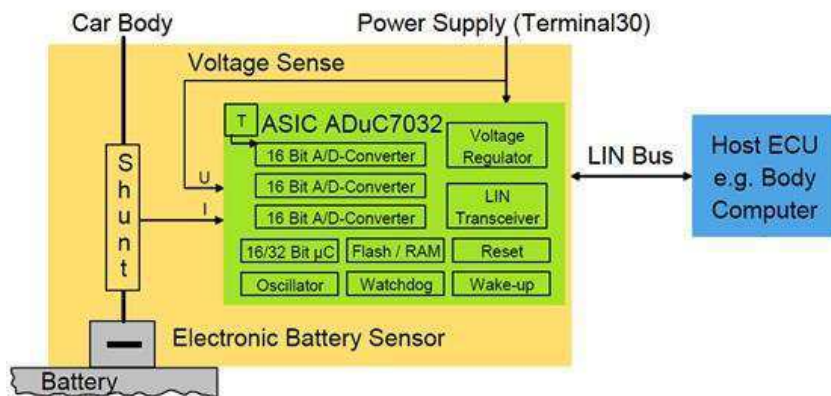 Car Body
Power Supply (Terminal30)
Voltage Sense
T
ASIC ADuC7032
16 Bit A/D-Converter
16 Bit A/D-Converter
16 Bit A/D-Converter
Voltage
Regulator
LIN
Transceiver
16/32 Bit µC
Flash / RAM
Reset
Oscillator
Watchdog
Wake-up
U
I
Shunt
LIN Bus
Host ECU
e.g. Body
Computer
Electronic Battery Sensor
Battery